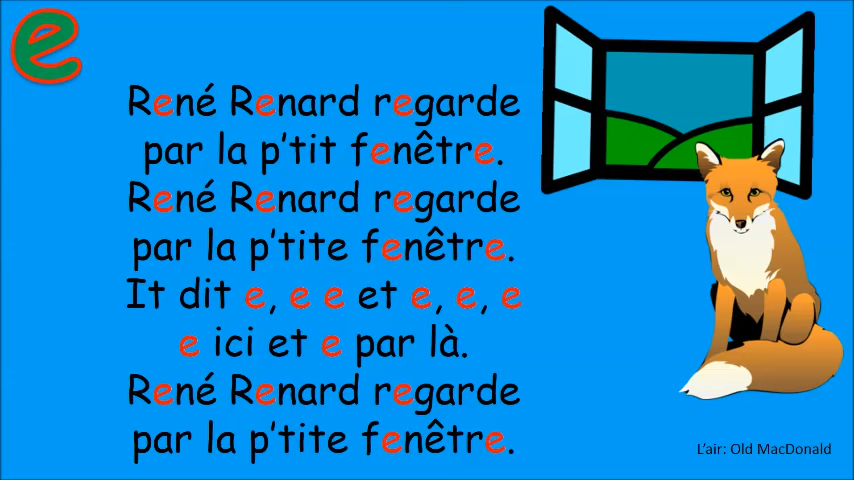 e
René Renard regarde
par la p'tit fenêtre.
René Renard regarde
par la p'tite fenêtre.
It dit e, e e et e, e, e
e ici et e par là.
René Renard regarde
par la p'tite fenêtre.
L'air: Old MacDonald